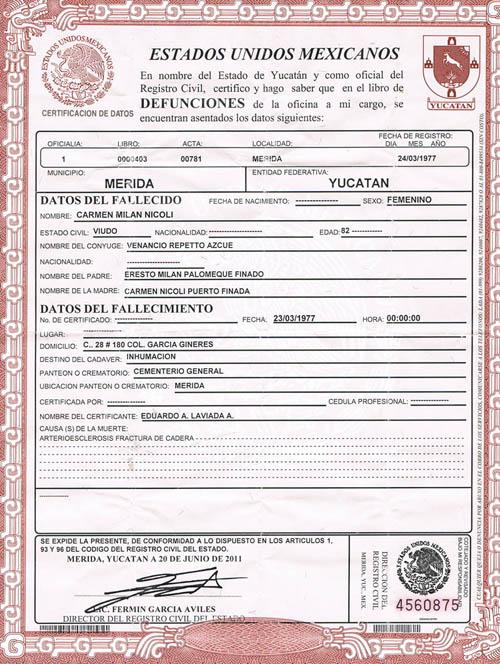 ESTADOS UNIDOS MEXICANOS
ESTADOS UNIDOS MEXICANOS
En nombre del Estado de Yucatán y como oficial del
Registro Civil, certifico y hago saber que en el libro de
DEFUNCIONES de la oficina a mi cargo, se
encuentran asentados los datos siguientes:
YUCATAN
CERTIFICACION DE DATOS
OFICIALIA: LIBRO: ACTA: LOCALIDAD: FECHA DE REGISTRO:
DIA MES AÑO
1 0000403 00781 MERIDA 24/03/1977
MUNICIPIO: ENTIDAD FEDERATIVA:
MERIDA YUCATAN
DATOS DEL FALLECIDO FECHA DE NACIMIENTO: -------------- SEXO: FEMENINO
NOMBRE: CARMEN MILAN NICOLI
ESTADO CIVIL: VIUDO NACIONALIDAD: -------------- EDAD: 82 ------------
NOMBRE DEL CONYUGE: VENANCIO REPETTO AZCUE
NACIONALIDAD: --------------
NOMBRE DEL PADRE: ERESTO MILAN PALOMEQUE FINADO
NOMBRE DE LA MADRE: CARMEN NICOLI PUERTO FINADA
DATOS DEL FALLECIMIENTO
No. DE CERTIFICADO: -------------- FECHA: 23/03/1977 HORA: 00:00:00
LUGAR: --------------
DOMICILIO: C.. 28 # 180 COL. GARCIA GINERES
DESTINO DEL CADAVER: INHUMACION
PANTEON O CREMATORIO: CEMENTERIO GENERAL
UBICACION PANTEON O CREMATORIO: MERIDA
CERTIFICADA POR: -------------- CEDULA PROFESIONAL: --------------
NOMBRE DEL CERTIFICANTE: EDUARDO A. LAVIADA A.
CAUSA (S) DE LA MUERTE:
ARTERIOESCLEROSIS FRACTURA DE CADERA
SE EXPIDE LA PRESENTE, DE CONFORMIDAD A LO DISPUESTO EN LOS ARTICULOS 1,
93 Y 96 DEL CODIGO DEL REGISTRO CIVIL DEL ESTADO.
MERIDA, YUCATAN A 20 DE JUNIO DE 2011
LIC. FERMIN GARCIA AVILES
DIRECTOR DEL REGISTRO CIVIL DEL ESTADO
DIRECCION DEL
REGISTRO CIVIL
MERIDA, YUC., MEX.
ESTADOS UNIDOS MEXICANOS
4560875
COTEJADO Y REVISADO
BAJO MI RESPONSABILIDAD